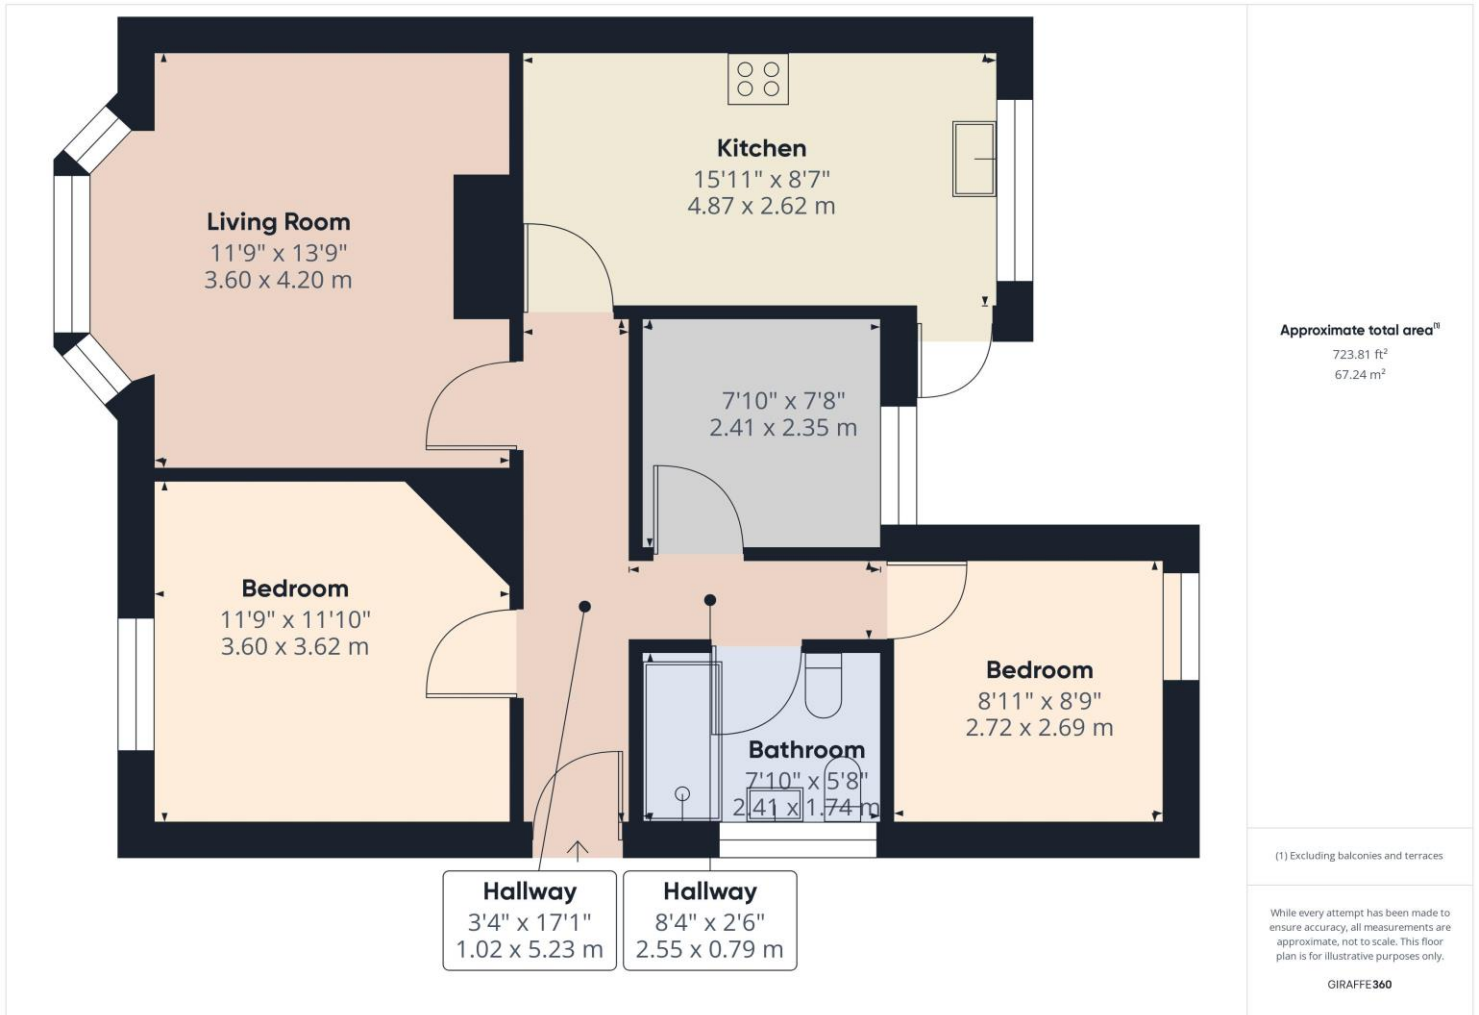 Living Room
11'9" x 13'9"
3.60 x 4.20 m
Kitchen
15'11" x 8'7"
4.87 x 2.62 m
7'10" x 7'8"
2.41 x 2.35 m
Bedroom
11'9" x 11'10"
3.60 x 3.62 m
Bedroom
8'11" x 8'9"
2.72 x 2.69 m
Bathroom
7'10" x 5'8"
2.41 x 1.74 m
Hallway
3'4" x 17'1"
1.02 x 5.23 m
Hallway
8'4" x 2'6"
2.55 x 0.79 m
Approximate total area(1)
723.81 ft²
67.24 m²
(1) Excluding balconies and terraces
While every attempt has been made to
ensure accuracy, all measurements are
approximate, not to scale. This floor
plan is for illustrative purposes only.
GIRAFFE360